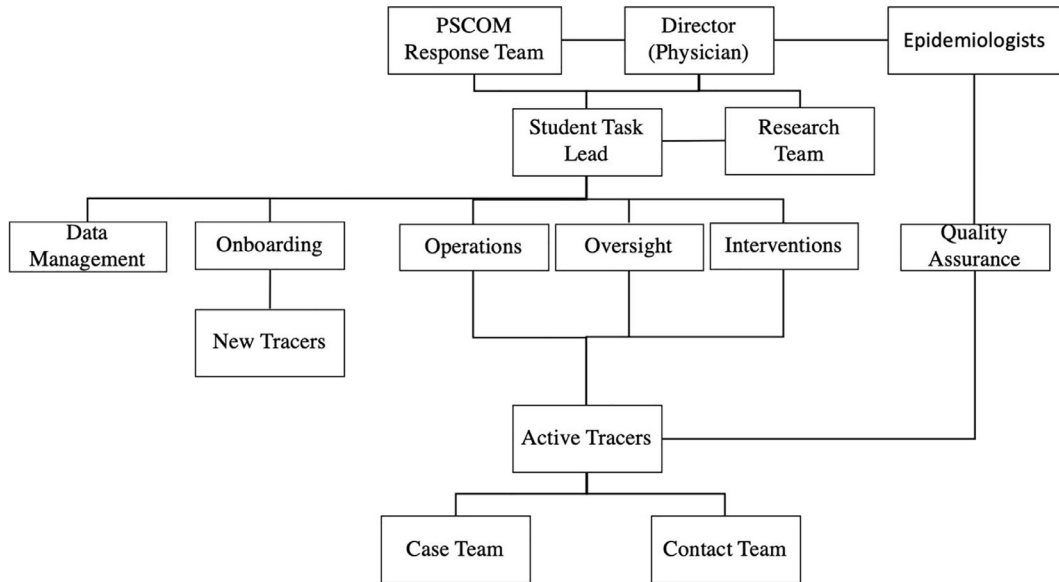 PSCOM
Response Team
Director
(Physician)
Epidemiologists
Student Task
Lead
Research
Team
Data
Management
Onboarding
Operations
Oversight
Interventions
Quality
Assurance
New Tracers
Active Tracers
Case Team
Contact Team